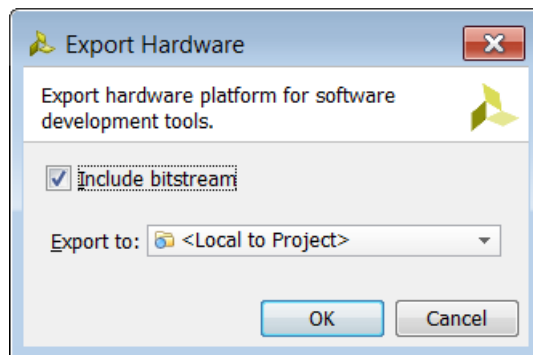 Export Hardware
Export hardware platform for software
development tools.
Include bitstream
Export to: <Local to Project>
OK Cancel